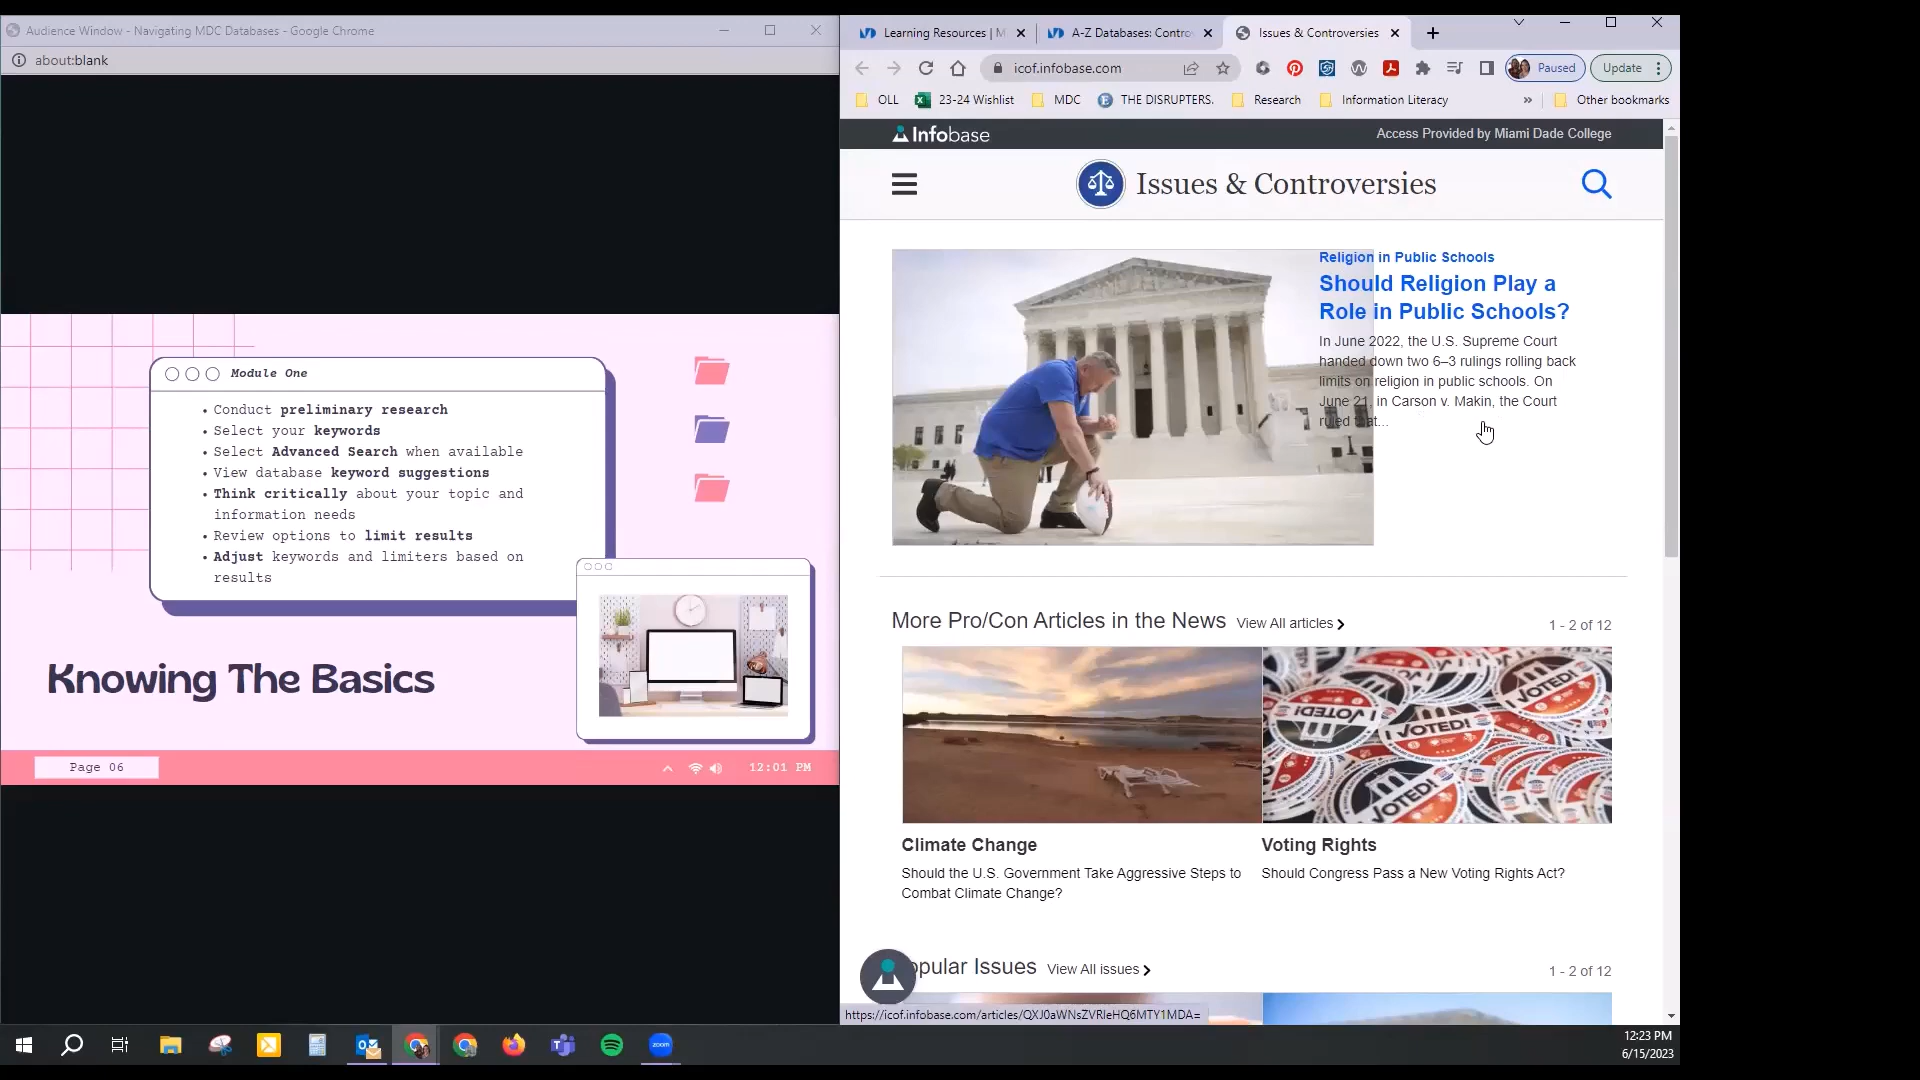 Audience Window - Navigating MDC Databases - Google Chrome
about:blank
Module One
• Conduct preliminary research
• Select your keywords
• Select Advanced Search when available
• View database keyword suggestions
• Think critically about your topic and
information needs
• Review options to limit results
• Adjust keywords and limiters based on
results
Knowing The Basics
Page 06
12:01 PM
Learning Resources | M
A-Z Databases: Contro
Issues & Controversies
icof.infobase.com
Paused
Update
OLL
23-24 Wishlist
MDC
THE DISRUPTERS.
Research
Information Literacy
»
Other bookmarks
Infobase
Access Provided by Miami Dade College
Issues & Controversies
Religion in Public Schools
Should Religion Play a
Role in Public Schools?
In June 2022, the U.S. Supreme Court
handed down two 6–3 rulings rolling back
limits on religion in public schools. On
June 21, in Carson v. Makin, the Court
ruled that...
More Pro/Con Articles in the News
View All articles
1 - 2 of 12
VOTED!
VOTED!
VOTED!
VOTED!
Climate Change
Should the U.S. Government Take Aggressive Steps to
Combat Climate Change?
Voting Rights
Should Congress Pass a New Voting Rights Act?
opular Issues
View All issues
1 - 2 of 12
https://icof.infobase.com/articles/QXJ0aWNsZVRleHQ6MTY1MDA=
zoom
12:23 PM
6/15/2023